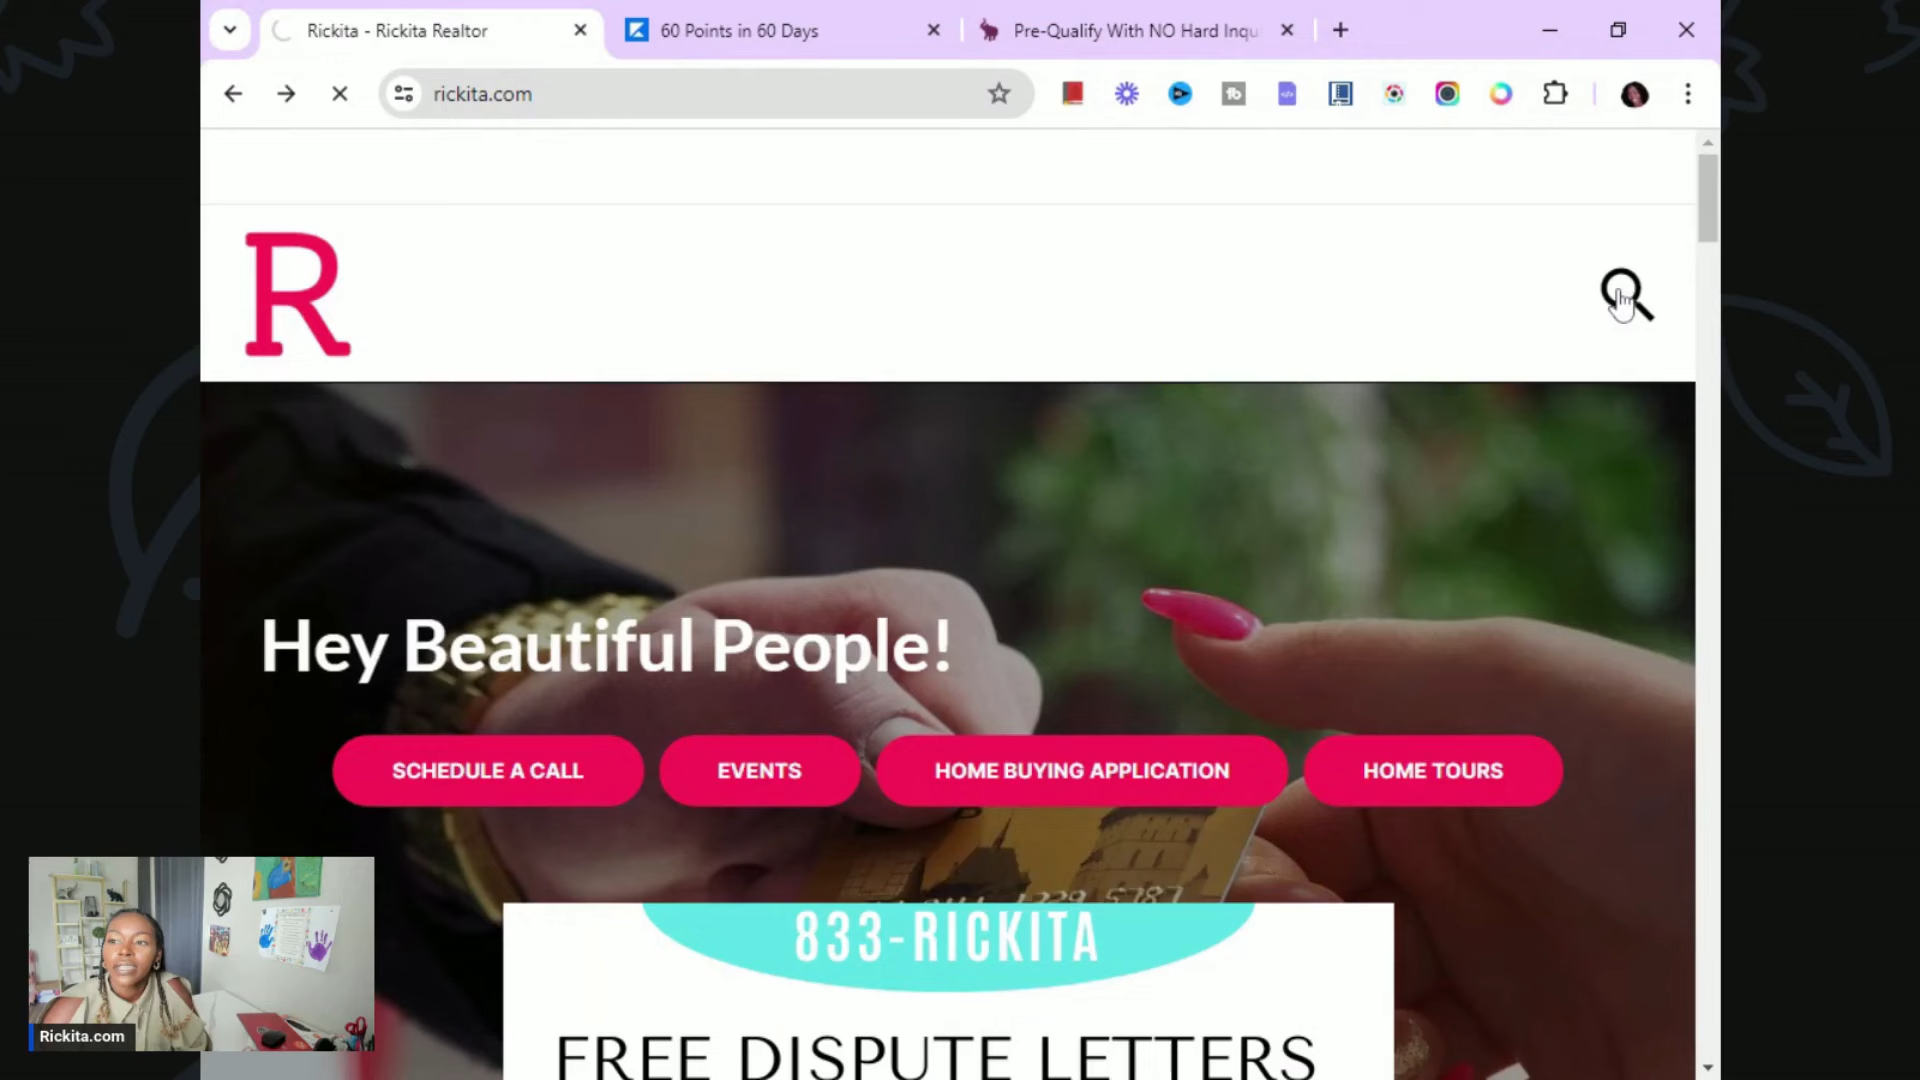 Rickita - Rickita Realtor
60 Points in 60 Days
Pre-Qualify With NO Hard Inqu
rickita.com
R
Hey Beautiful People!
SCHEDULE A CALL
EVENTS
HOME BUYING APPLICATION
HOME TOURS
833-RICKITA
FREE DISPUTE LETTERS
Rickita.com